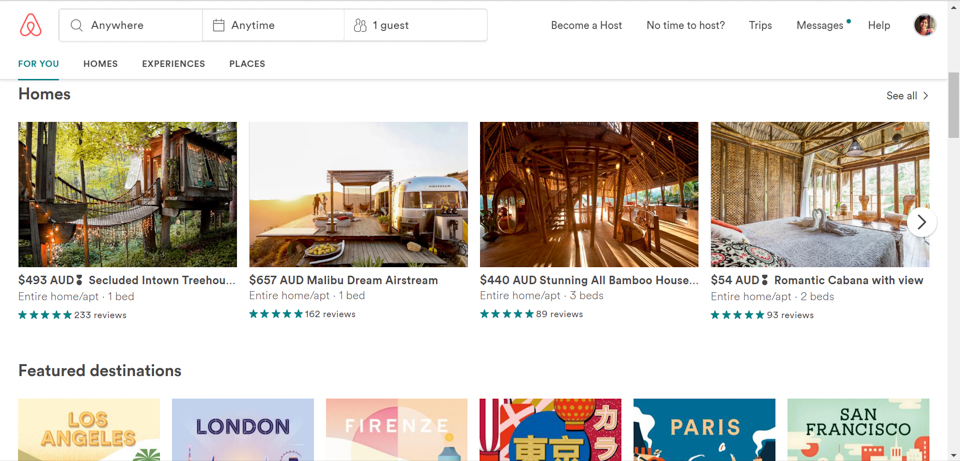 Anywhere
Anytime
1 guest
Become a Host
No time to host?
Trips
Messages
Help
FOR YOU
HOMES
EXPERIENCES
PLACES
Homes
See all
$493 AUD Secluded Intown Treehou...
Entire home/apt · 1 bed
233 reviews
$657 AUD Malibu Dream Airstream
Entire home/apt · 1 bed
162 reviews
$440 AUD Stunning All Bamboo House...
Entire home/apt · 3 beds
89 reviews
$54 AUD Romantic Cabana with view
Entire home/apt · 2 beds
93 reviews
Featured destinations
LOS
ANGELES
LONDON
FIRENZE
東京
カラ
PARIS
SAN
FRANCISCO